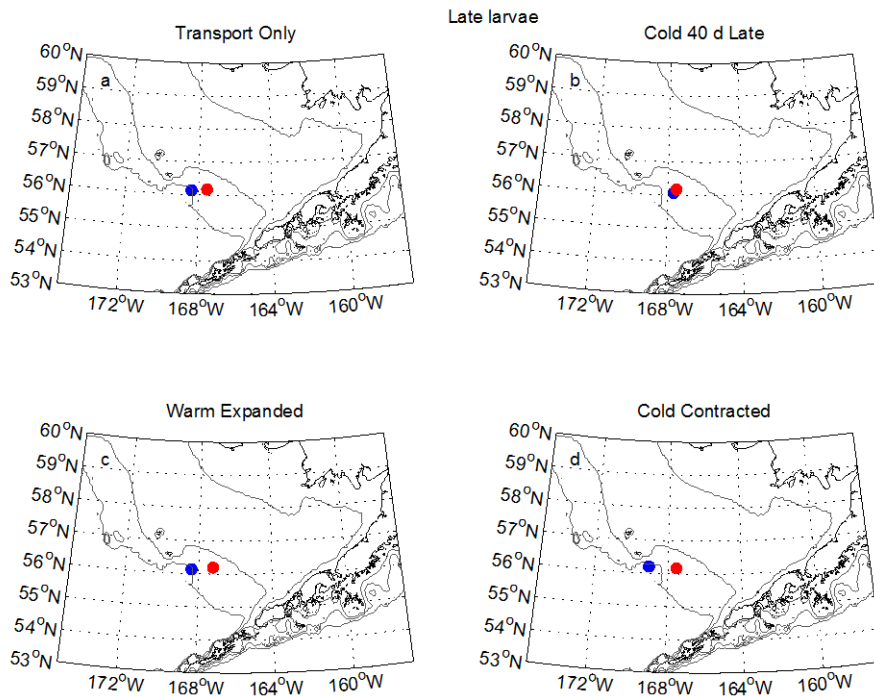 Late larvae
Transport Only
Cold 40 d Late
60°N
59°N
58°N
57°N
56°N
55°N
54°N
53°N
a
172°W
168°W
164°W
160°W
60°N
59°N
58°N
57°N
56°N
55°N
54°N
53°N
b
172°W
168°W
164°W
160°W
Warm Expanded
Cold Contracted
60°N
59°N
58°N
57°N
56°N
55°N
54°N
53°N
c
172°W
168°W
164°W
160°W
60°N
59°N
58°N
57°N
56°N
55°N
54°N
53°N
d
172°W
168°W
164°W
160°W